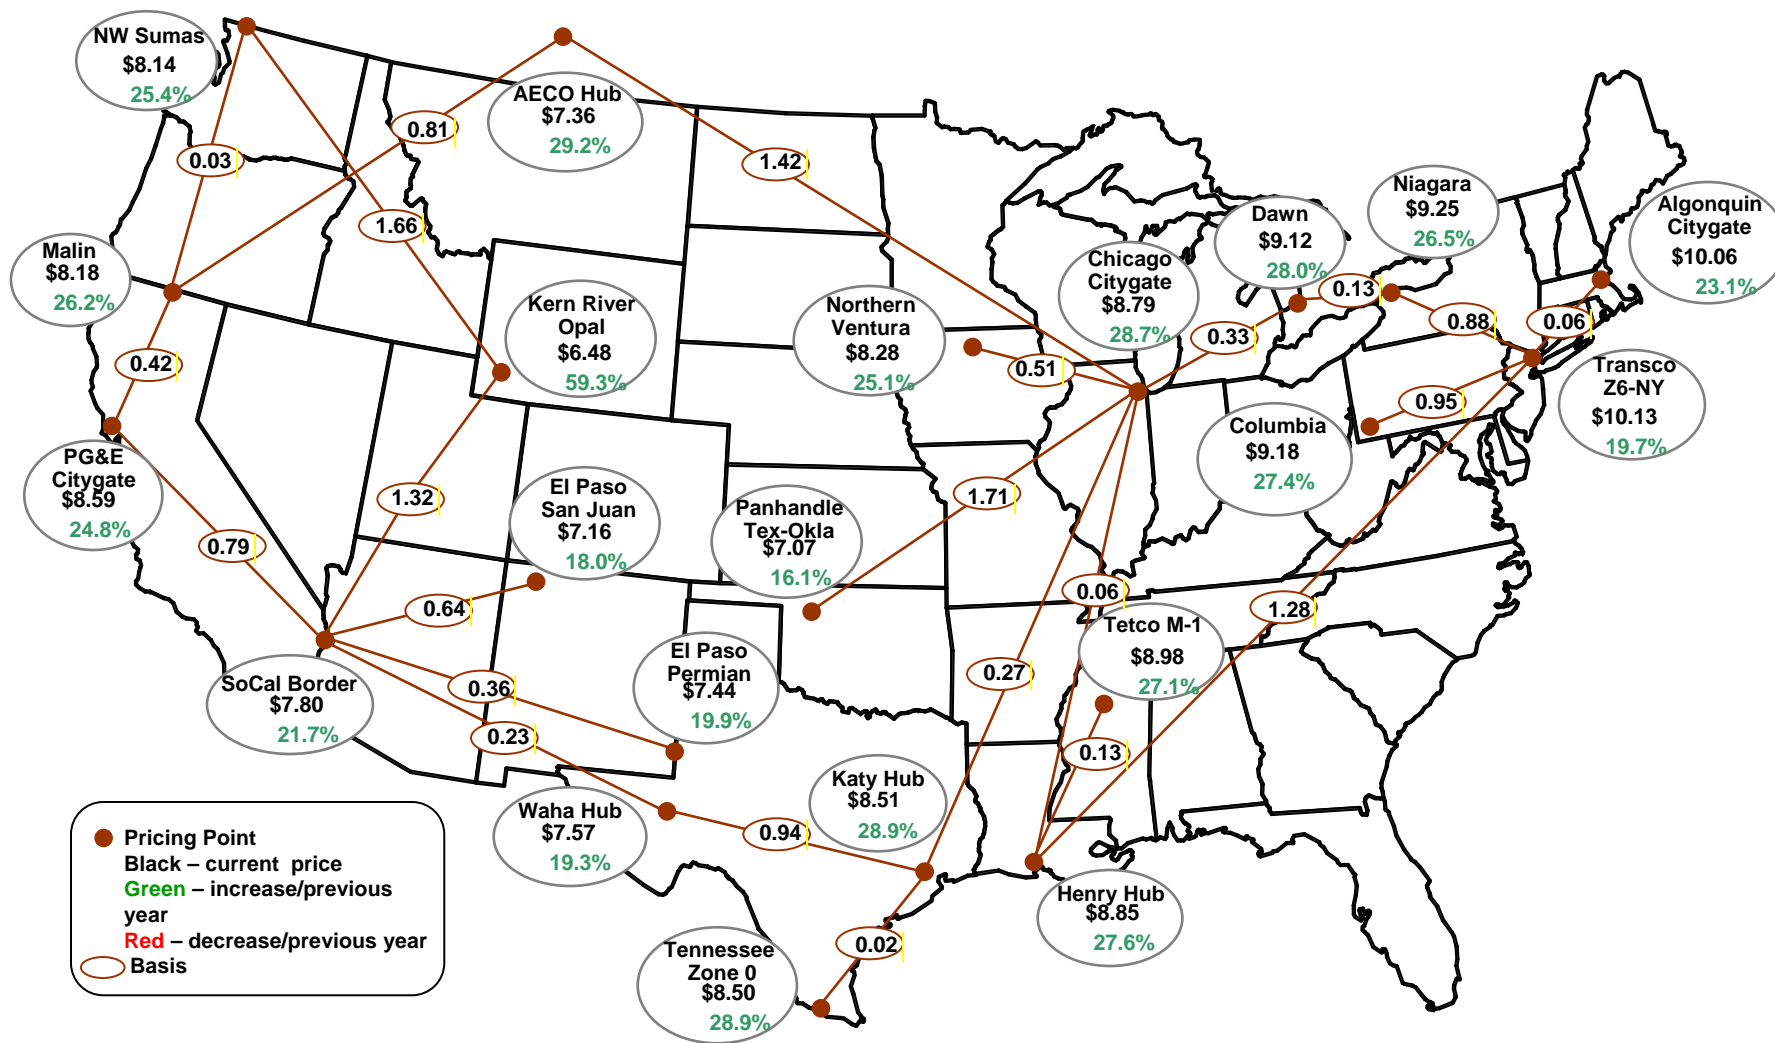 NW Sumas
$8.14
25.4%
AECO Hub
$7.36
29.2%
0.81
0.03
1.42
1.66
Malin
$8.18
26.2%
Kern River
Opal
$6.48
59.3%
Northern
Ventura
$8.28
25.1%
Chicago
Citygate
$8.79
28.7%
Dawn
$9.12
28.0%
Niagara
$9.25
26.5%
Algonquin
Citygate
$10.06
23.1%
0.13
0.88
0.06
0.33
0.51
0.42
0.95
Transco
Z6-NY
$10.13
19.7%
Columbia
$9.18
27.4%
PG&E
Citygate
$8.59
24.8%
1.32
0.79
El Paso
San Juan
$7.16
18.0%
Panhandle
Tex-Okla
$7.07
16.1%
1.71
0.06
1.28
0.64
Tetco M-1
$8.98
27.1%
El Paso
Permian
$7.44
19.9%
0.27
0.36
0.23
SoCal Border
$7.80
21.7%
0.13
Katy Hub
$8.51
28.9%
Waha Hub
$7.57
19.3%
0.94
Henry Hub
$8.85
27.6%
0.02
Tennessee
Zone 0
$8.50
28.9%
Pricing Point
Black – current price
Green – increase/previous
year
Red – decrease/previous year
Basis